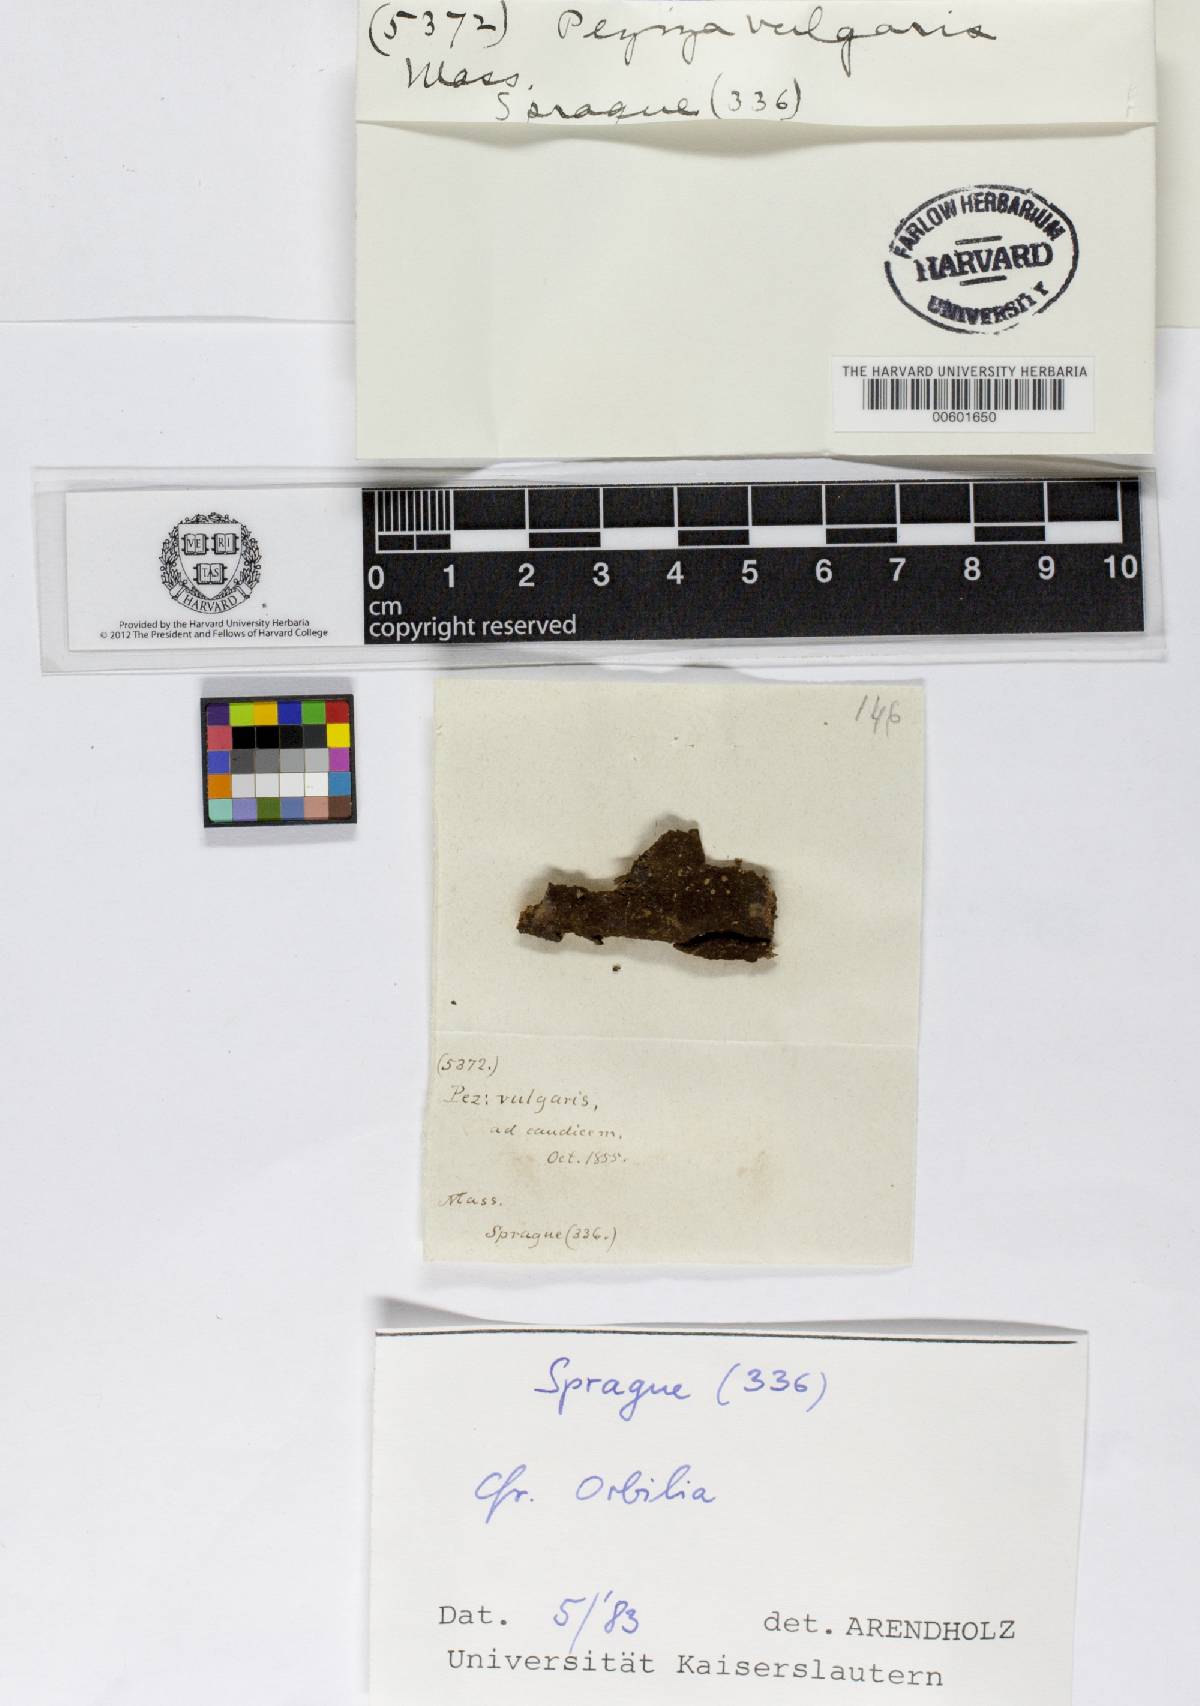 (5372) Pezyza vulgaris
Mass.
Sprague (336)
FARLOW HERBARIUM
HARVARD
UNIVERSITY
THE HARVARD UNIVERSITY HERBARIA
00601650
VE RI
TAS
HARVARD
Provided by the Harvard University Herbaria
© 2012 The President and Fellows of Harvard College
0 1 2 3 4 5 6 7 8 9 10
cm
copyright reserved
146
(5372.)
Pez: vulgaris,
ad caudicem.
Oct. 1855.
Mass.
Sprague (336.)
Sprague (336)
Cfr. Orbilia
Dat. 5/'83 det. ARENDHOLZ
Universität Kaiserslautern